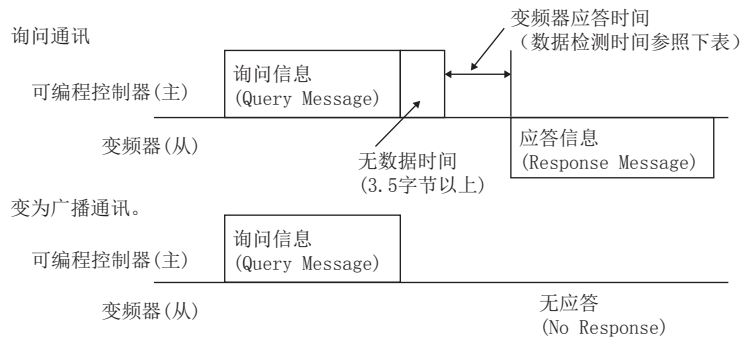 询问通讯
变频器应答时间
(数据检测时间参照下表)
可编程控制器(主)
询问信息
(Query Message)
变频器(从)
应答信息
(Response Message)
无数据时间
(3.5字节以上)
变为广播通讯。
可编程控制器(主)
询问信息
(Query Message)
变频器(从)
无应答
(No Response)